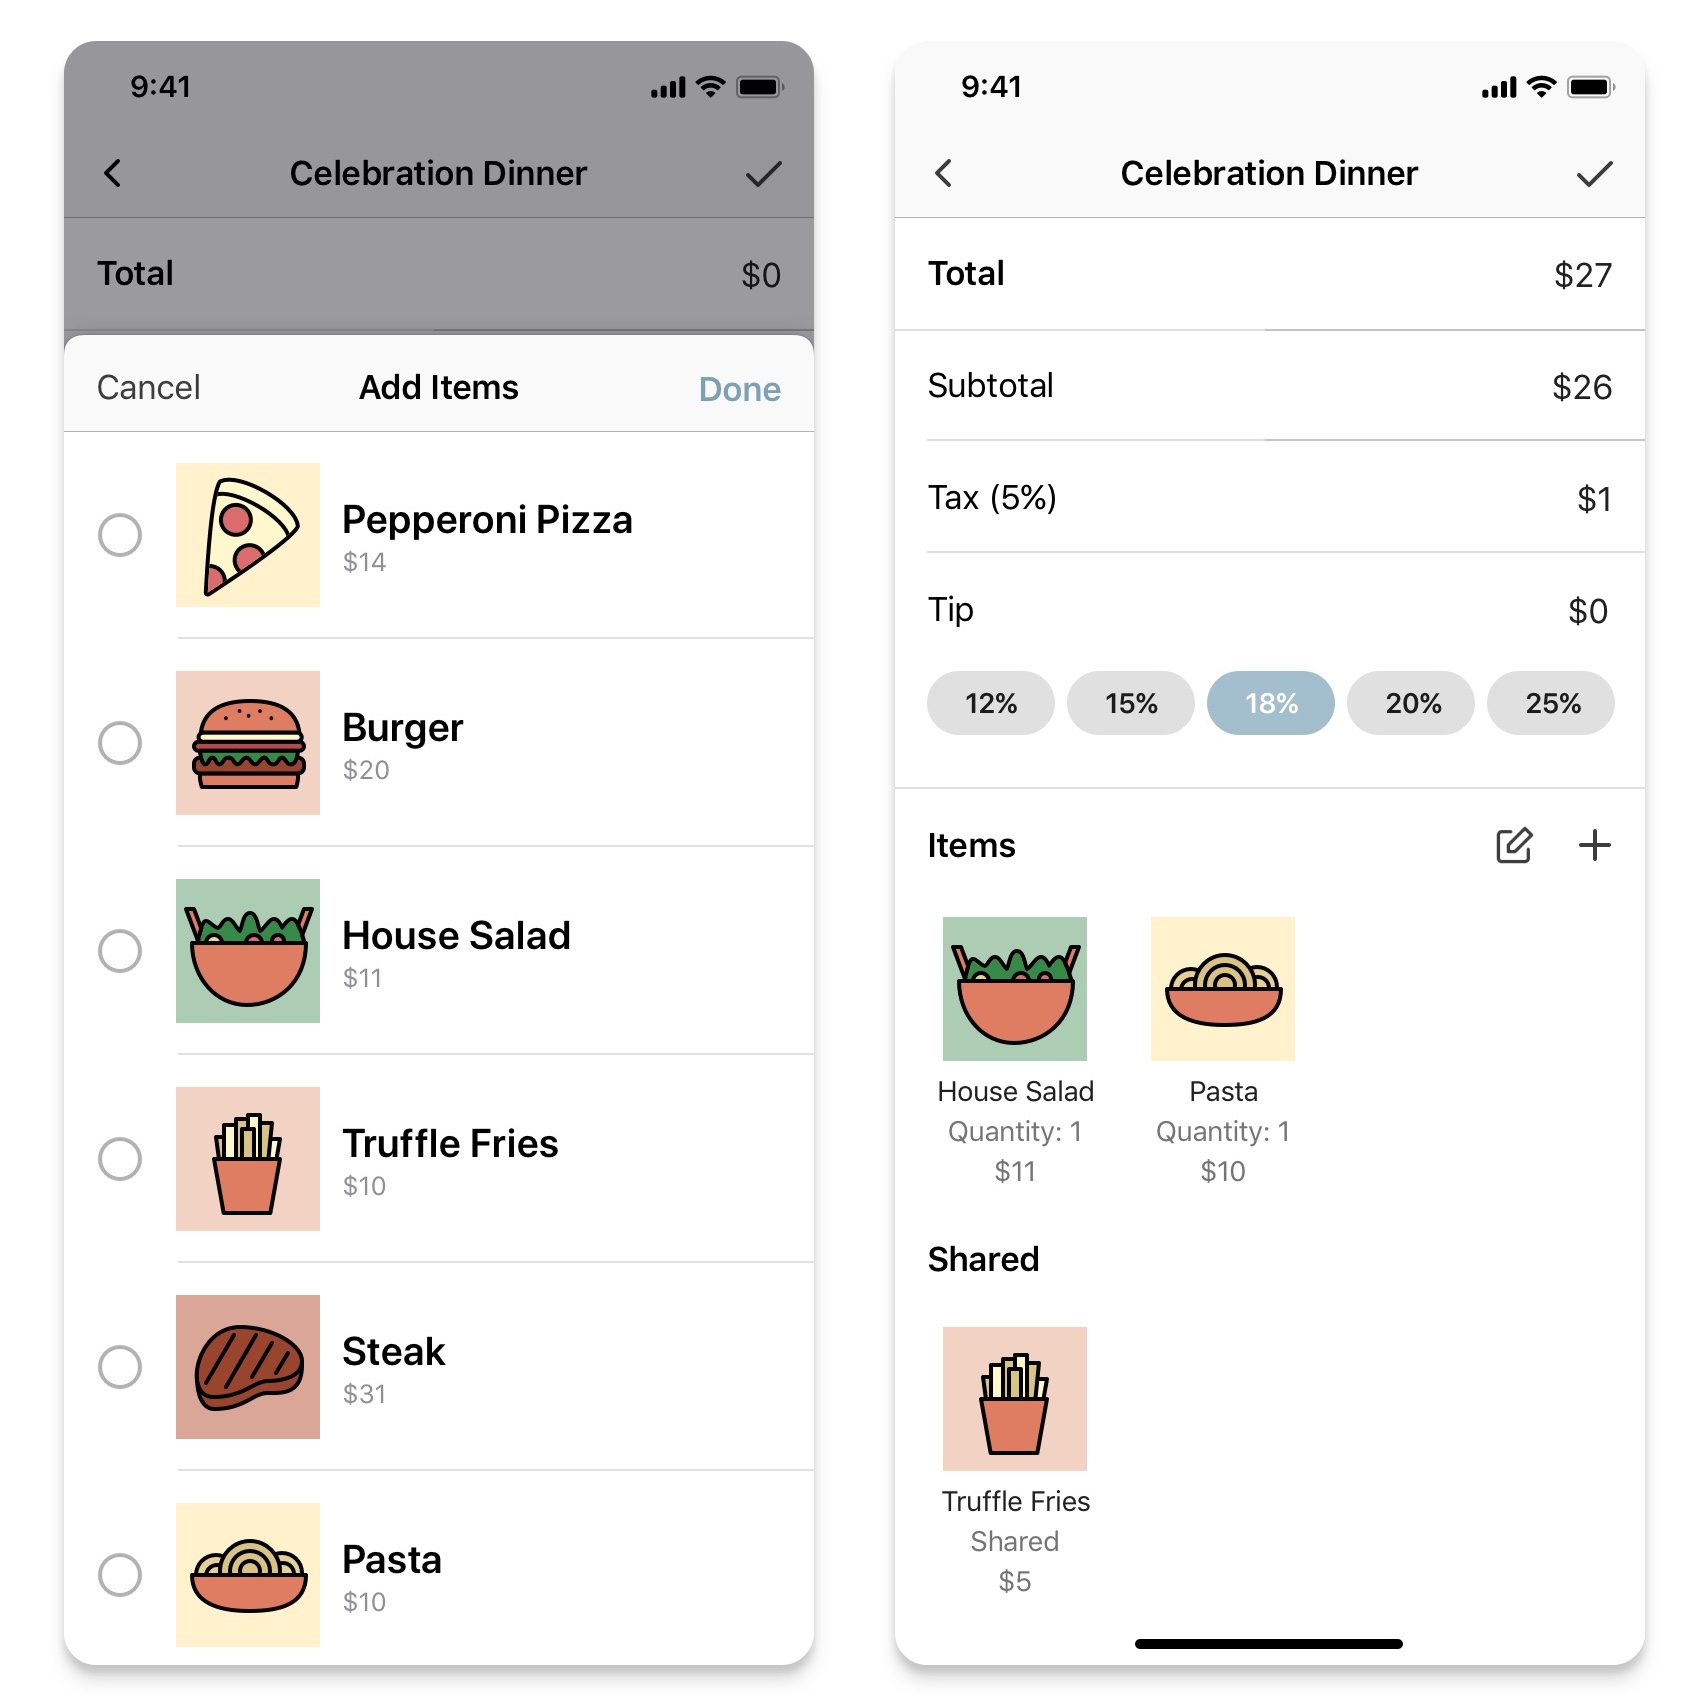 9:41
Celebration Dinner
Total $0
Cancel Add Items Done
Pepperoni Pizza
$14
Burger
$20
House Salad
$11
Truffle Fries
$10
Steak
$31
Pasta
$10
9:41
Celebration Dinner
Total $27
Subtotal $26
Tax (5%) $1
Tip $0
12% 15% 18% 20% 25%
Items
House Salad Pasta
Quantity: 1 Quantity: 1
$11 $10
Shared
Truffle Fries
Shared
$5